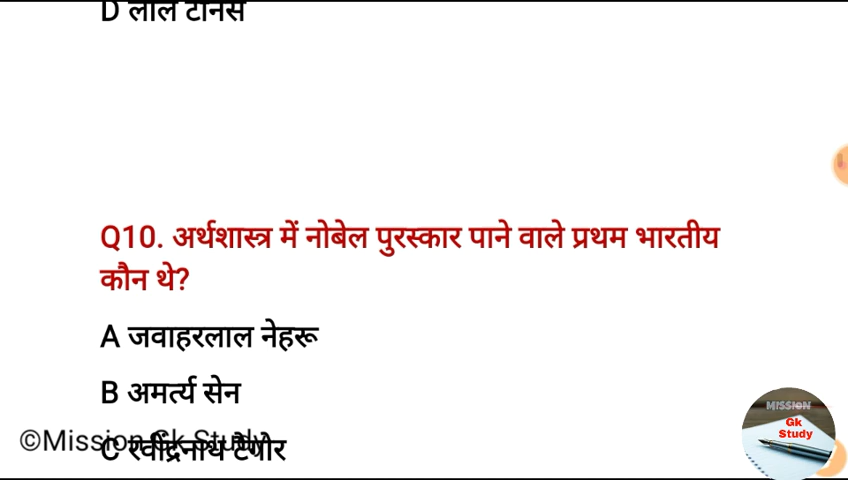 D लॉल टेनिस
Q10. अर्थशास्त्र में नोबेल पुरस्कार पाने वाले प्रथम भारतीय
कौन थे?
A जवाहरलाल नेहरू
B अमर्त्य सेन
C रवींद्रनाथ टैगोर
©Mission Gk Study
MISSION
Gk
Study